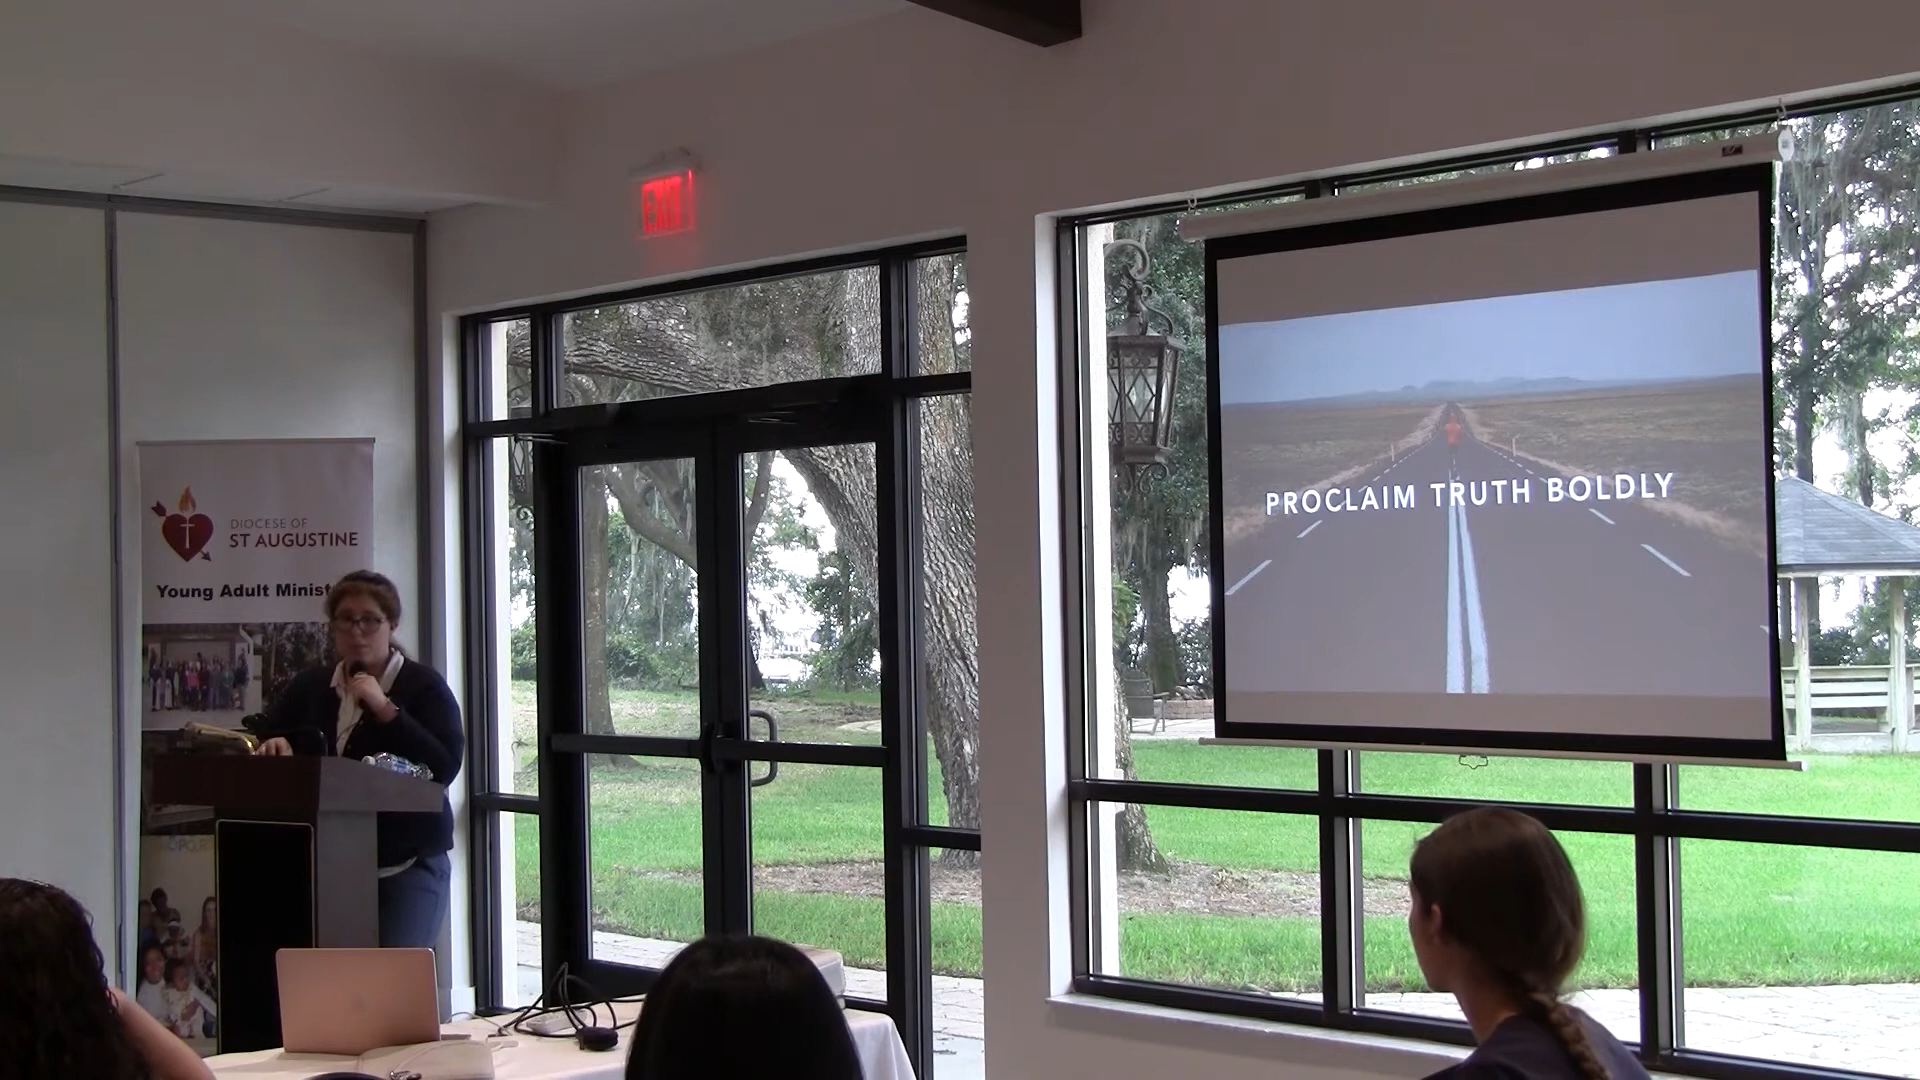 EXIT
DIOCESE OF
ST AUGUSTINE
Young Adult Minist
PROCLAIM TRUTH BOLDLY